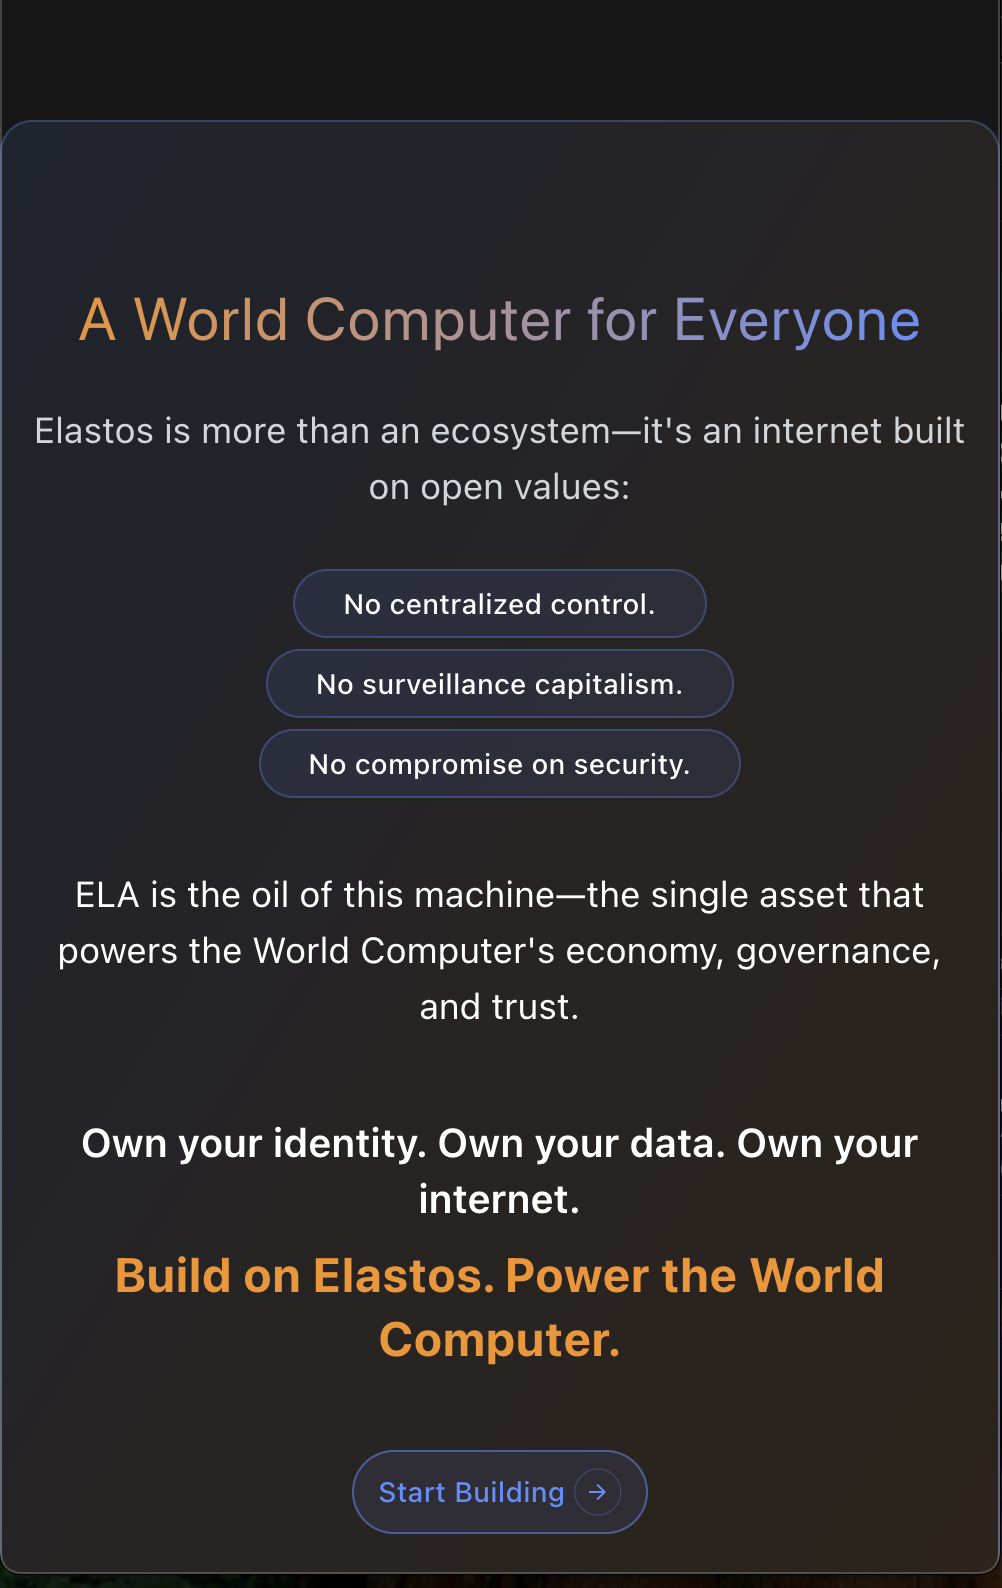 A World Computer for Everyone
Elastos is more than an ecosystem—it's an internet built
on open values:
No centralized control.
No surveillance capitalism.
No compromise on security.
ELA is the oil of this machine—the single asset that
powers the World Computer's economy, governance,
and trust.
Own your identity. Own your data. Own your
internet.
Build on Elastos. Power the World
Computer.
Start Building